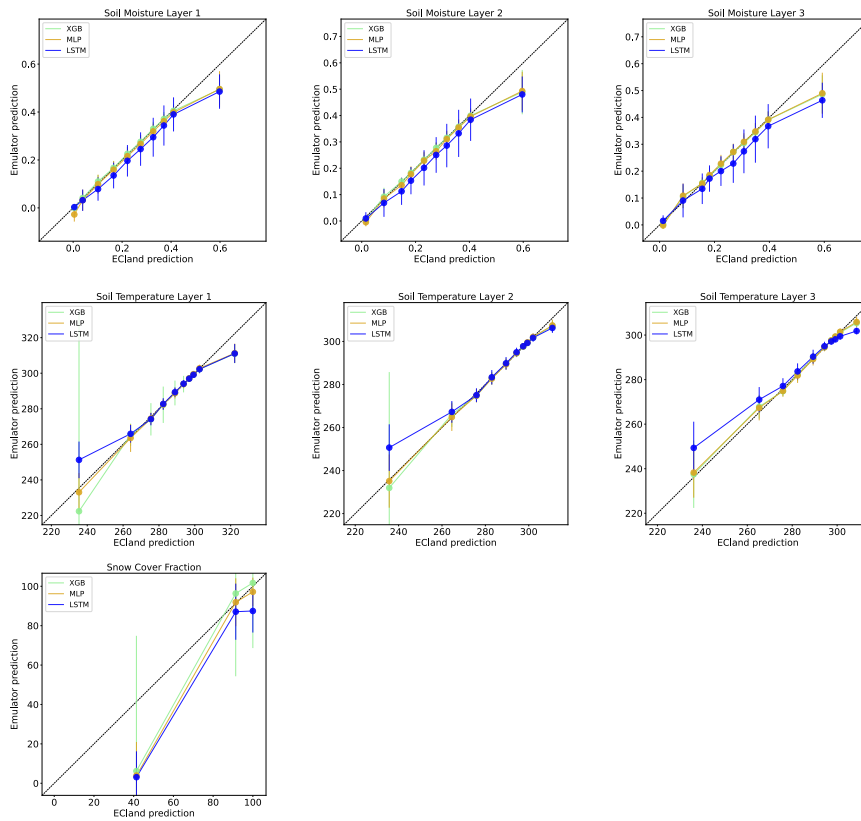 Soil Moisture Layer 1
XGB
MLP
LSTM
0.6
0.4
0.2
0.0
Emulator prediction
0.0 0.2 0.4 0.6
ECland prediction
Soil Moisture Layer 2
XGB
MLP
LSTM
0.7
0.6
0.5
0.4
0.3
0.2
0.1
0.0
Emulator prediction
0.0 0.2 0.4 0.6
ECland prediction
Soil Moisture Layer 3
XGB
MLP
LSTM
0.7
0.6
0.5
0.4
0.3
0.2
0.1
0.0
Emulator prediction
0.0 0.2 0.4 0.6
ECland prediction
Soil Temperature Layer 1
XGB
MLP
LSTM
320
300
280
260
240
220
Emulator prediction
220 240 260 280 300 320
ECland prediction
Soil Temperature Layer 2
XGB
MLP
LSTM
300
280
260
240
220
Emulator prediction
220 240 260 280 300
ECland prediction
Soil Temperature Layer 3
XGB
MLP
LSTM
300
280
260
240
220
Emulator prediction
220 240 260 280 300
ECland prediction
Snow Cover Fraction
XGB
MLP
LSTM
100
80
60
40
20
0
Emulator prediction
0 20 40 60 80 100
ECland prediction